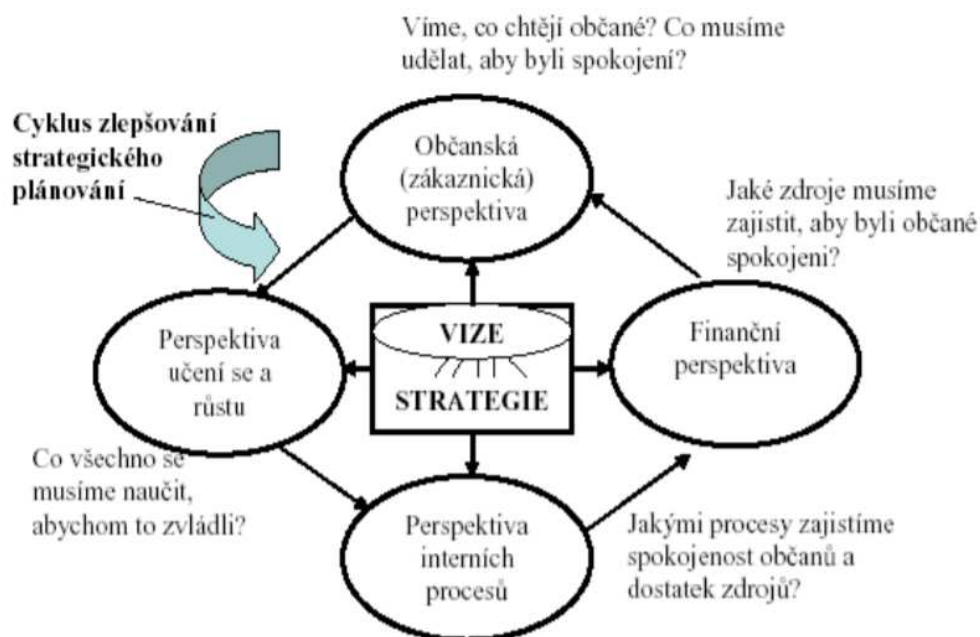 Víme, co chtějí občané? Co musíme
udělat, aby byli spokojení?
Cyklus zlepšování
strategického
plánování
Občanská
(zákaznická)
perspektiva
Jaké zdroje musíme
zajistit, aby byli občané
spokojeni?
Perspektiva
učení se a
růstu
VIZE
STRATEGIE
Finanční
perspektiva
Co všechno se
musíme naučit,
abychom to zvládli?
Perspektiva
interních
procesů
Jakými procesy zajistíme
spokojenost občanů a
dostatek zdrojů?